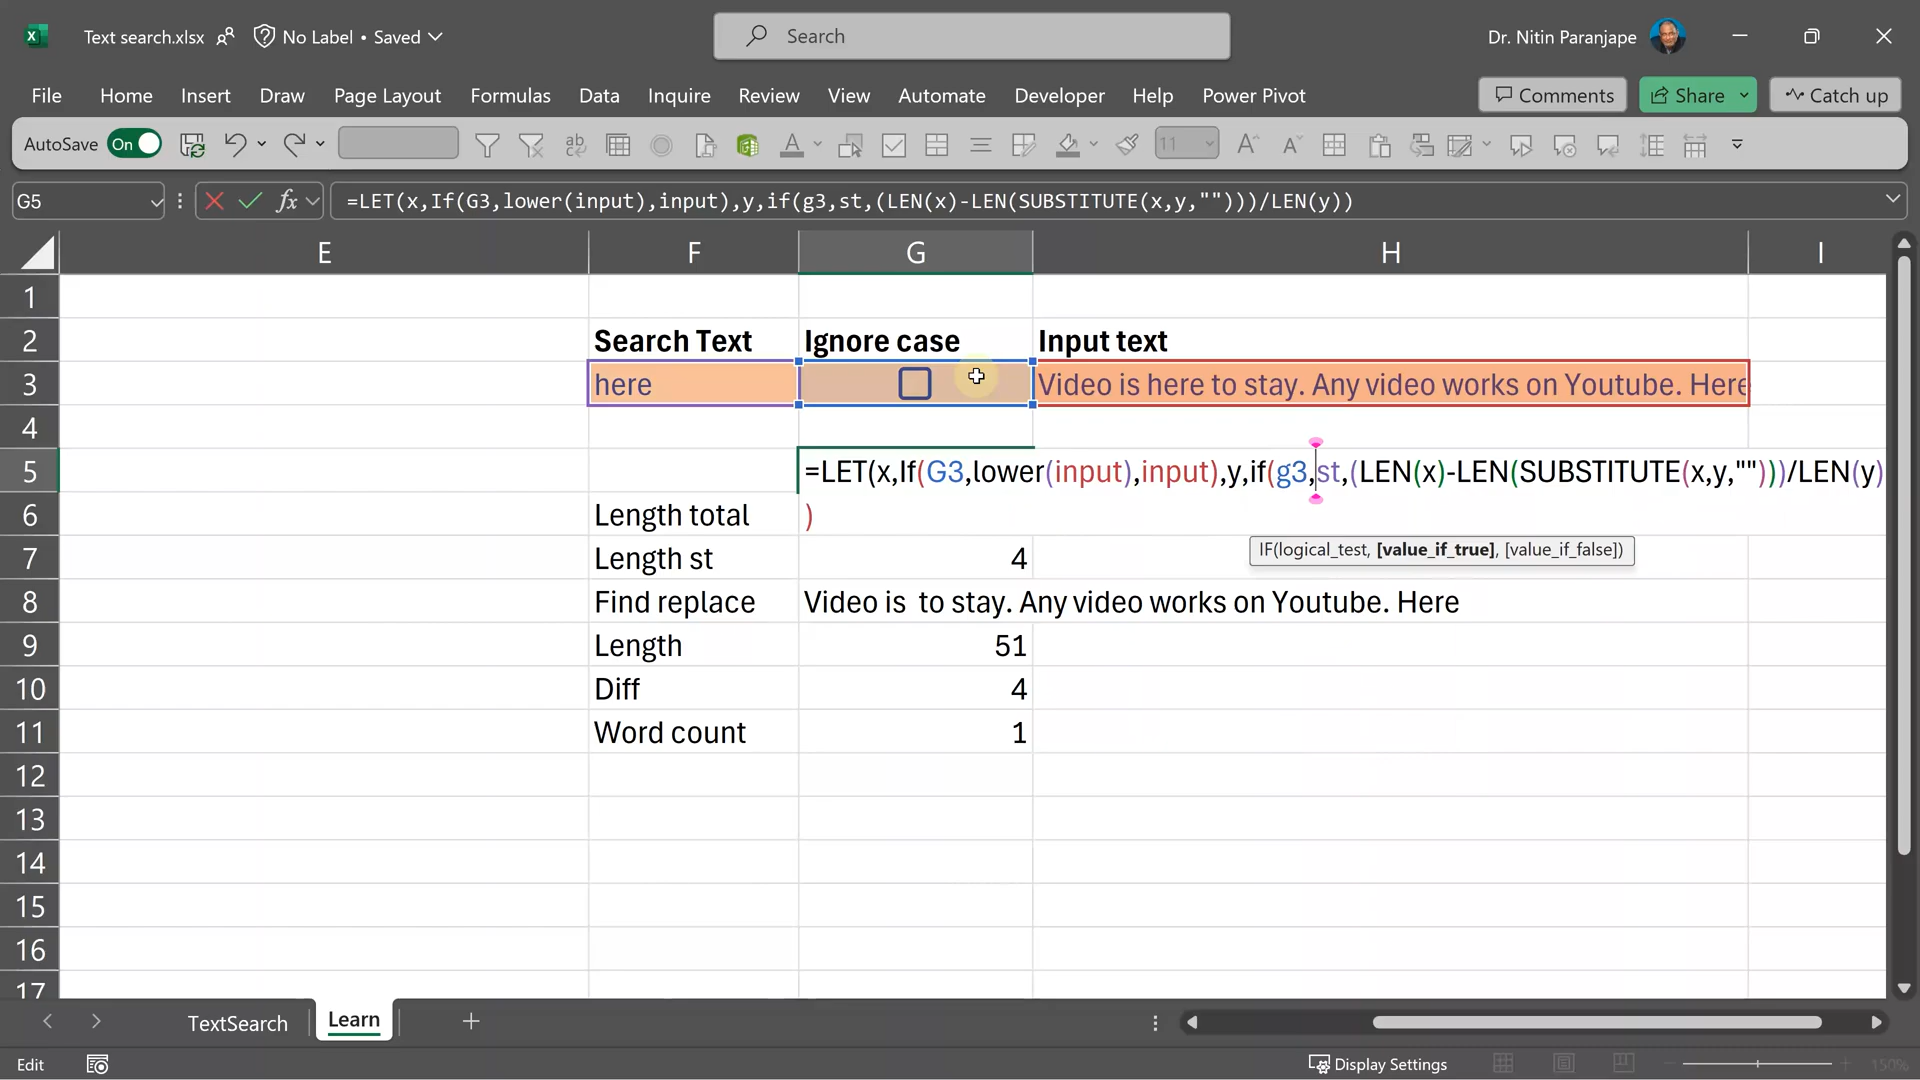 Text search.xlsx No Label • Saved Search Dr. Nitin Paranjape
File Home Insert Draw Page Layout Formulas Data Inquire Review View Automate Developer Help Power Pivot Comments Share Catch up
AutoSave On 11
G5 fx =LET(x,If(G3,lower(input),input),y,if(g3,st,(LEN(x)-LEN(SUBSTITUTE(x,y,"")))/LEN(y))
E F G H I
1
2 Search Text Ignore case Input text
3 here Video is here to stay. Any video works on Youtube. Here
4
5 =LET(x,If(G3,lower(input),input),y,if(g3,st,(LEN(x)-LEN(SUBSTITUTE(x,y,"")))/LEN(y)
6 Length total )
IF(logical_test, [value_if_true], [value_if_false])
7 Length st 4
8 Find replace Video is to stay. Any video works on Youtube. Here
9 Length 51
10 Diff 4
11 Word count 1
12
13
14
15
16
17
TextSearch Learn
Edit Display Settings 150%